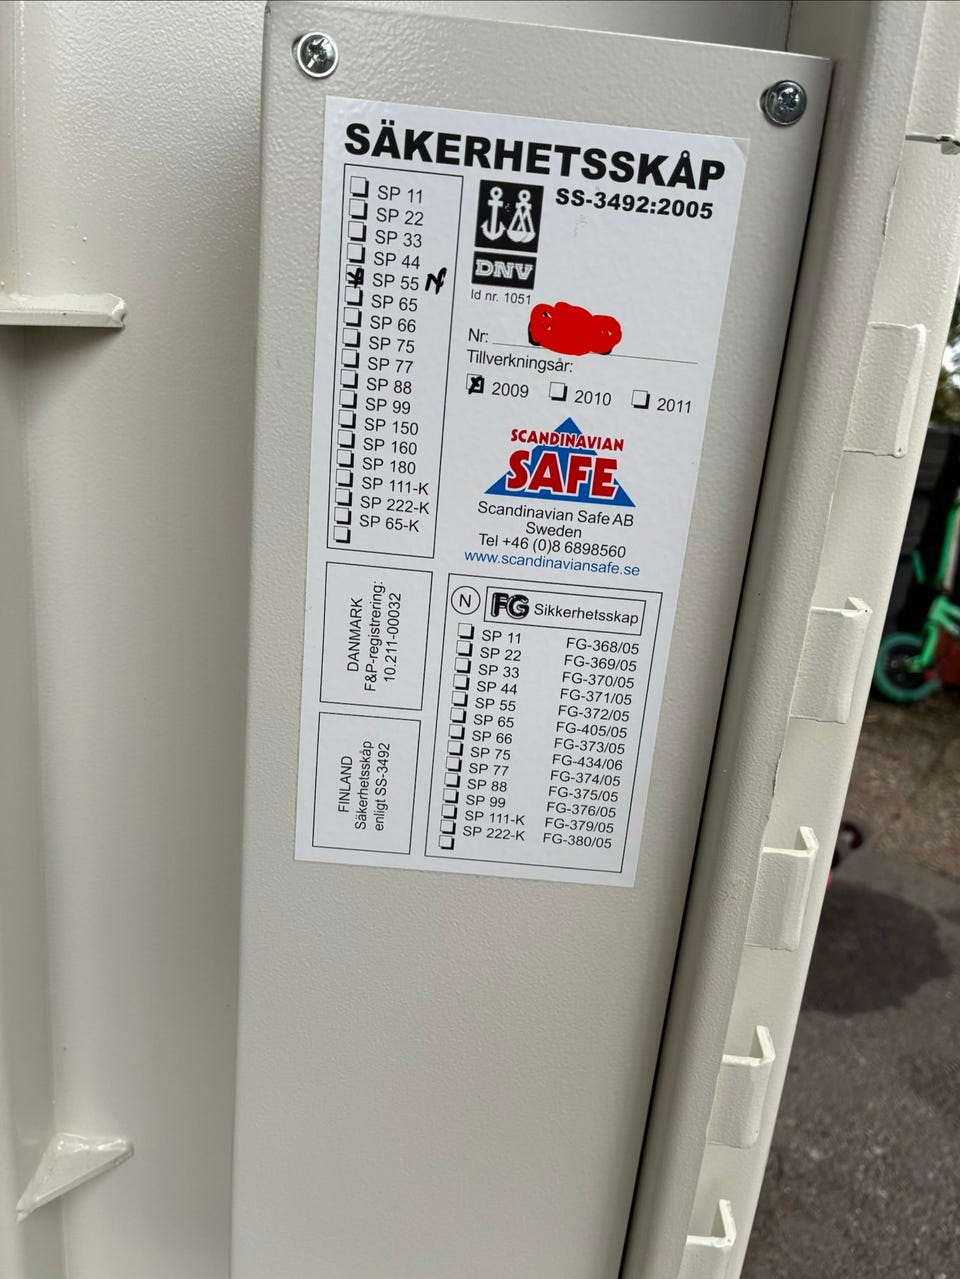 SÄKERHETSSKÅP
SS-3492:2005
SP 11
SP 22
SP 33
SP 44
SP 55 N
SP 65
SP 66
SP 75
SP 77
SP 88
SP 99
SP 150
SP 160
SP 180
SP 111-K
SP 222-K
SP 65-K
DNV
Id nr. 1051
Nr:
Tillverkningsår:
2009 2010 2011
SCANDINAVIAN
SAFE
Scandinavian Safe AB
Sweden
Tel +46 (0)8 6898560
www.scandinaviansafe.se
DANMARK
F&P-registrering:
10.211-00032
FINLAND
Säkerhetsskåp
enligt SS-3492
N FG Sikkerhetsskap
SP 11 FG-368/05
SP 22 FG-369/05
SP 33 FG-370/05
SP 44 FG-371/05
SP 55 FG-372/05
SP 65 FG-405/05
SP 66 FG-373/05
SP 75 FG-434/06
SP 77 FG-374/05
SP 88 FG-375/05
SP 99 FG-376/05
SP 111-K FG-379/05
SP 222-K FG-380/05